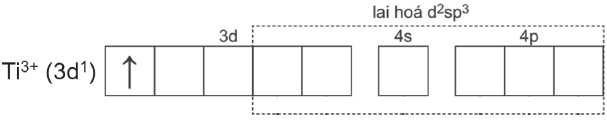 lai hoá d²sp³
3d 4s 4p
Ti³⁺ (3d¹) ↑